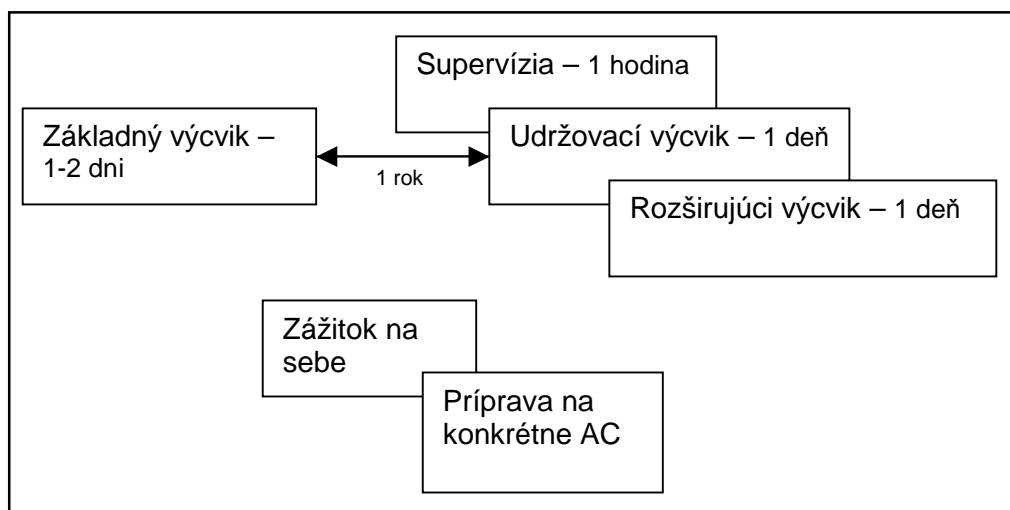 Supervízia – 1 hodina
Základný výcvik –
1-2 dni
1 rok
Udržovací výcvik – 1 deň
Rozširujúci výcvik – 1 deň
Zážitok na
sebe
Príprava na
konkrétne AC